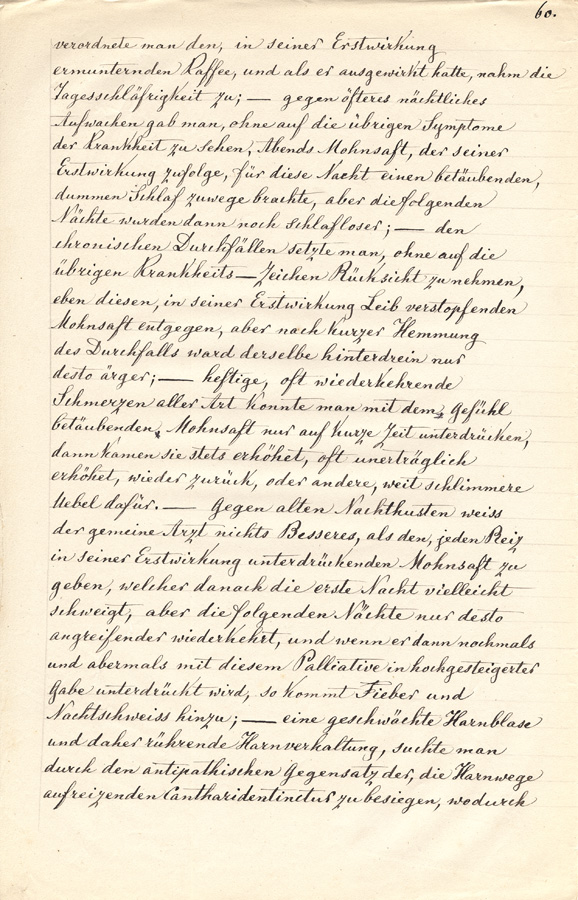 60.
verordnete man den, in seiner Erstwirkung
ermunternden Kaffee, und als er ausgewirkt hatte, nahm die
Tagesschläfrigkeit zu; — gegen öfteres nächtliches
Aufwachen gab man, ohne auf die übrigen Symptome
der Krankheit zu sehen, Abends Mohnsaft, der seiner
Erstwirkung zufolge, für diese Nacht einen betäubenden,
dummen Schlaf zuwege brachte, aber die folgenden
Nächte wurden dann noch schlafloser; — den
chronischen Durchfällen setzte man, ohne auf die
übrigen Krankheits-Zeichen Rücksicht zu nehmen,
eben diesen, in seiner Erstwirkung Leib verstopfenden
Mohnsaft entgegen, aber nach kurzer Hemmung
des Durchfalls ward derselbe hinterdrein nur
desto ärger; — heftige, oft wiederkehrende
Schmerzen aller Art konnte man mit dem, Gefühl
betäubenden, Mohnsaft nur auf kurze Zeit unterdrücken,
dann kamen sie stets erhöhet, oft unerträglich
erhöhet, wieder zurück, oder andere, weit schlimmere
Uebel dafür. — Gegen alten Nachthusten weiss
der gemeine Arzt nichts Besseres, als den, jeden Reiz
in seiner Erstwirkung unterdrückenden Mohnsaft zu
geben, welcher danach die erste Nacht vielleicht
schweigt, aber die folgenden Nächte nur desto
angreifender wiederkehrt, und wenn er dann nochmals
und abermals mit diesem Palliative in hochgesteigerter
Gabe unterdrückt wird, so kommt Fieber und
Nachtschweiss hinzu; — eine geschwächte Harnblase
und daher rührende Harnverhaltung, suchte man
durch den antipathischen Gegensatz der, die Harnwege
aufreizenden Cantharidentinctur zu besiegen, wodurch